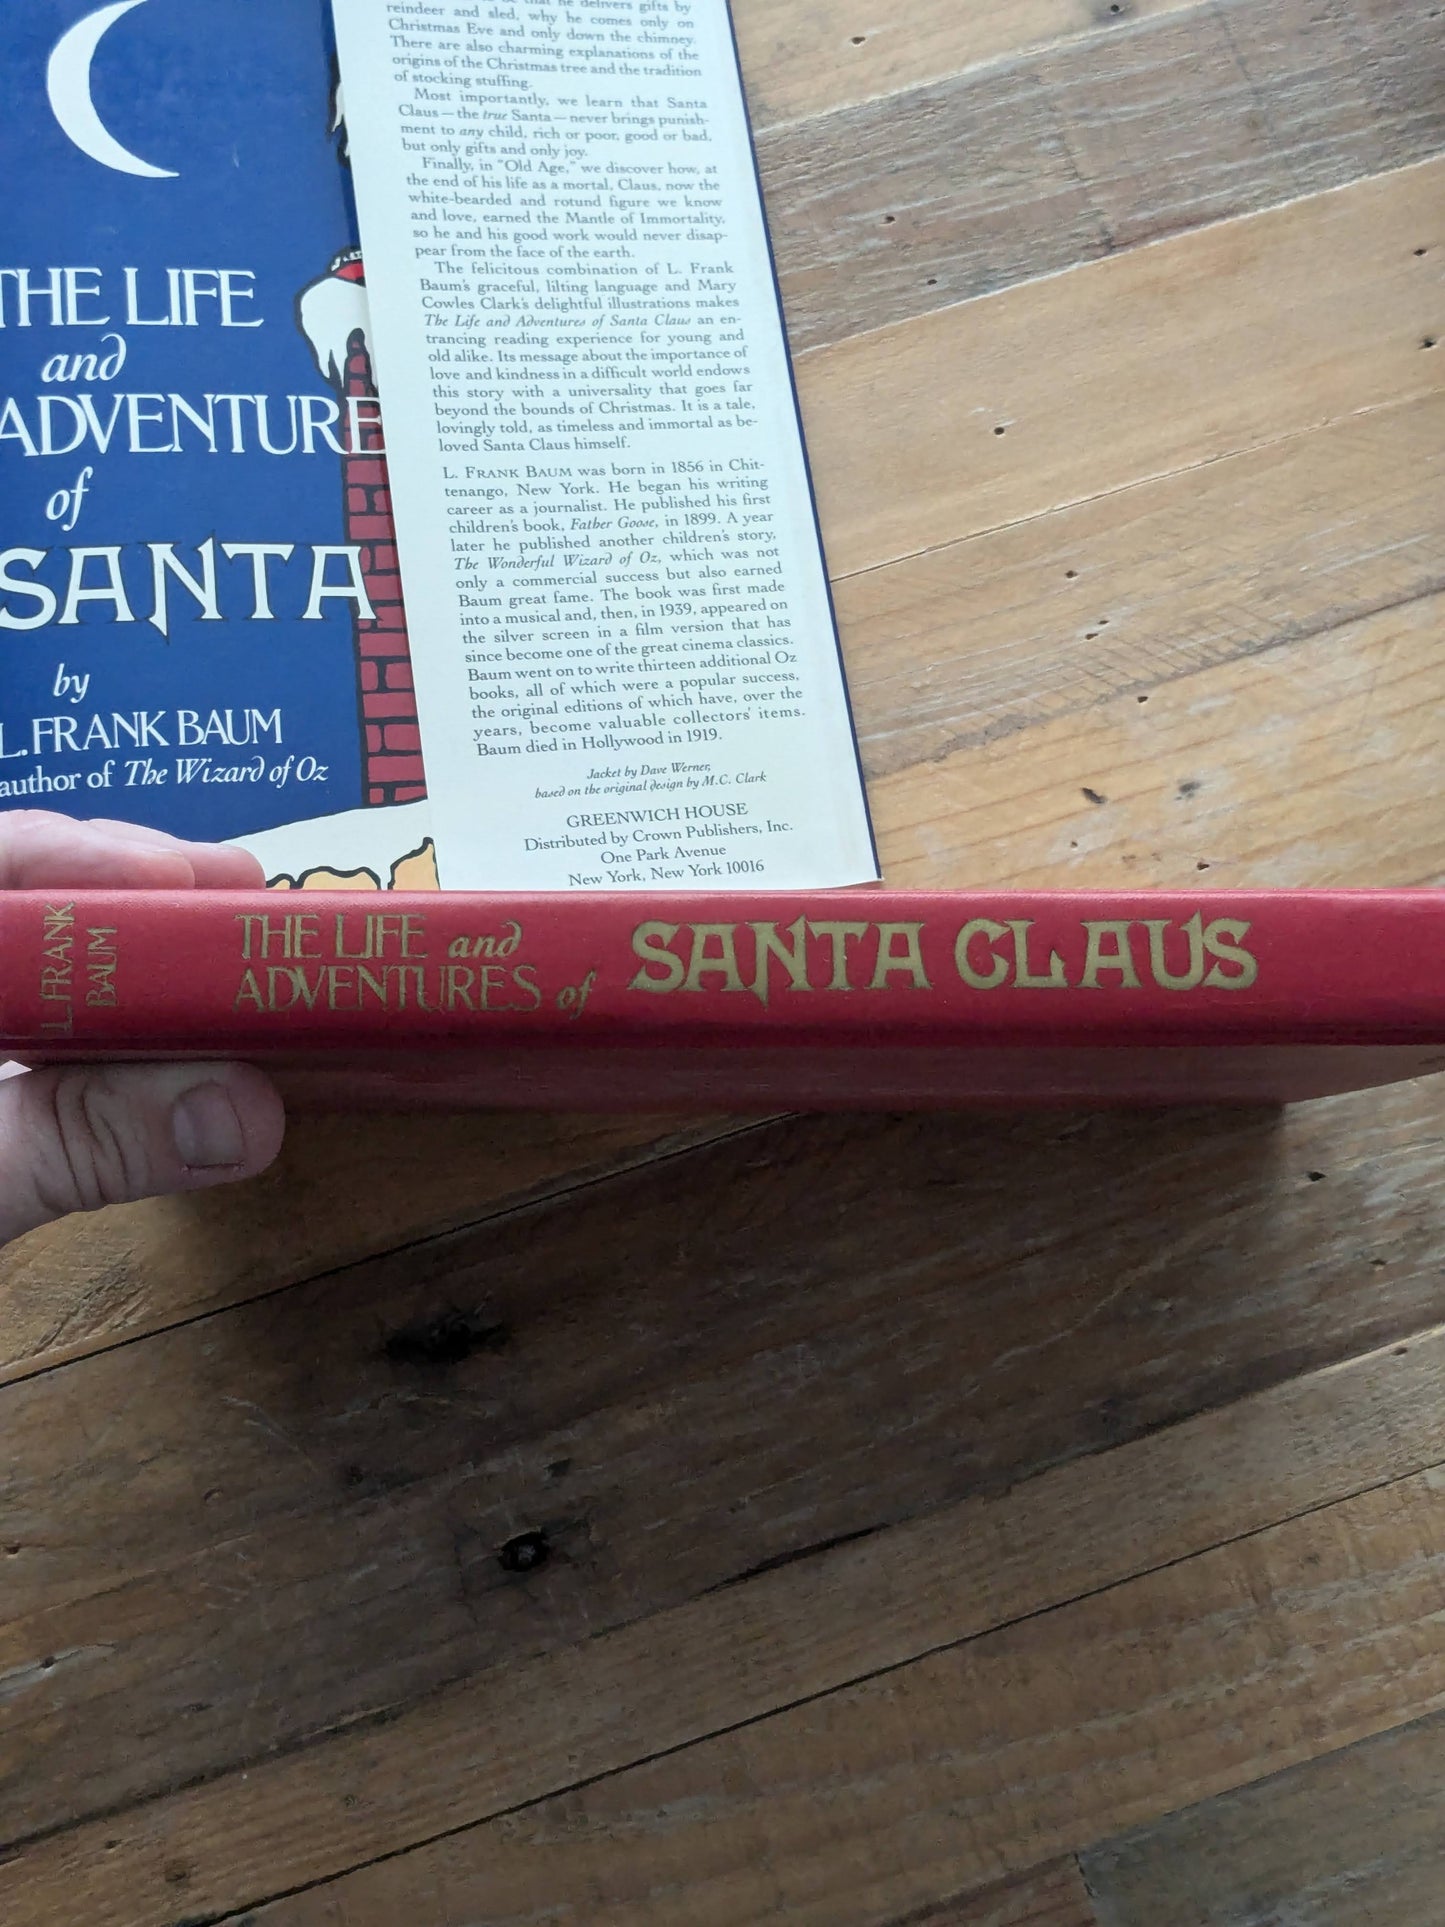 THE LIFE
and
ADVENTURE
of
SANTA
by
L. FRANK BAUM
author of The Wizard of Oz
he delivers gifts by
reindeer and sled, why he comes only on
Christmas Eve and only down the chimney.
There are also charming explanations of the
origins of the Christmas tree and the tradition
of stocking stuffing.
Most importantly, we learn that Santa
Claus — the true Santa — never brings punish-
ment to any child, rich or poor, good or bad,
but only gifts and only joy.
Finally, in "Old Age," we discover how, at
the end of his life as a mortal, Claus, now the
white-bearded and rotund figure we know
and love, earned the Mantle of Immortality,
so he and his good work would never disap-
pear from the face of the earth.
The felicitous combination of L. Frank
Baum's graceful, lilting language and Mary
Cowles Clark's delightful illustrations makes
The Life and Adventures of Santa Claus an en-
trancing reading experience for young and
old alike. Its message about the importance of
love and kindness in a difficult world endows
this story with a universality that goes far
beyond the bounds of Christmas. It is a tale,
lovingly told, as timeless and immortal as be-
loved Santa Claus himself.
L. FRANK BAUM was born in 1856 in Chit-
tenango, New York. He began his writing
career as a journalist. He published his first
children's book, Father Goose, in 1899. A year
later he published another children's story,
The Wonderful Wizard of Oz, which was not
only a commercial success but also earned
Baum great fame. The book was first made
into a musical and, then, in 1939, appeared on
the silver screen in a film version that has
since become one of the great cinema classics.
Baum went on to write thirteen additional Oz
books, all of which were a popular success,
the original editions of which have, over the
years, become valuable collectors' items.
Baum died in Hollywood in 1919.
Jacket by Dave Werner,
based on the original design by M.C. Clark
GREENWICH HOUSE
Distributed by Crown Publishers, Inc.
One Park Avenue
New York, New York 10016
L. FRANK
BAUM
THE LIFE and
ADVENTURES of
SANTA CLAUS